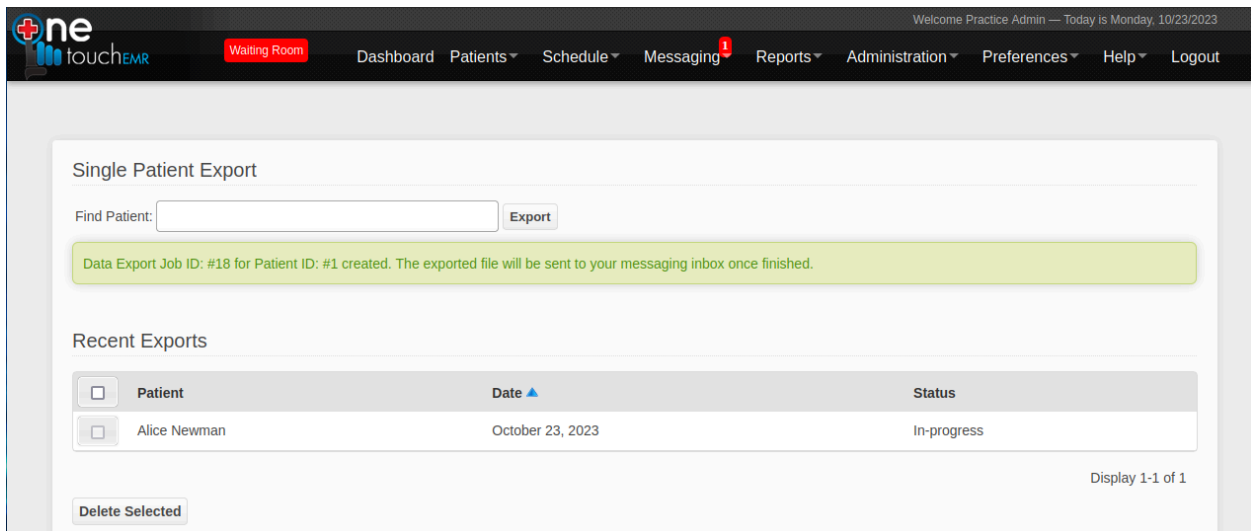 Welcome Practice Admin — Today is Monday, 10/23/2023
One
touch EMR
Waiting Room
Dashboard Patients Schedule Messaging 1 Reports Administration Preferences Help Logout
Single Patient Export
Find Patient: Export
Data Export Job ID: #18 for Patient ID: #1 created. The exported file will be sent to your messaging inbox once finished.
Recent Exports
Patient Date Status
Alice Newman October 23, 2023 In-progress
Display 1-1 of 1
Delete Selected